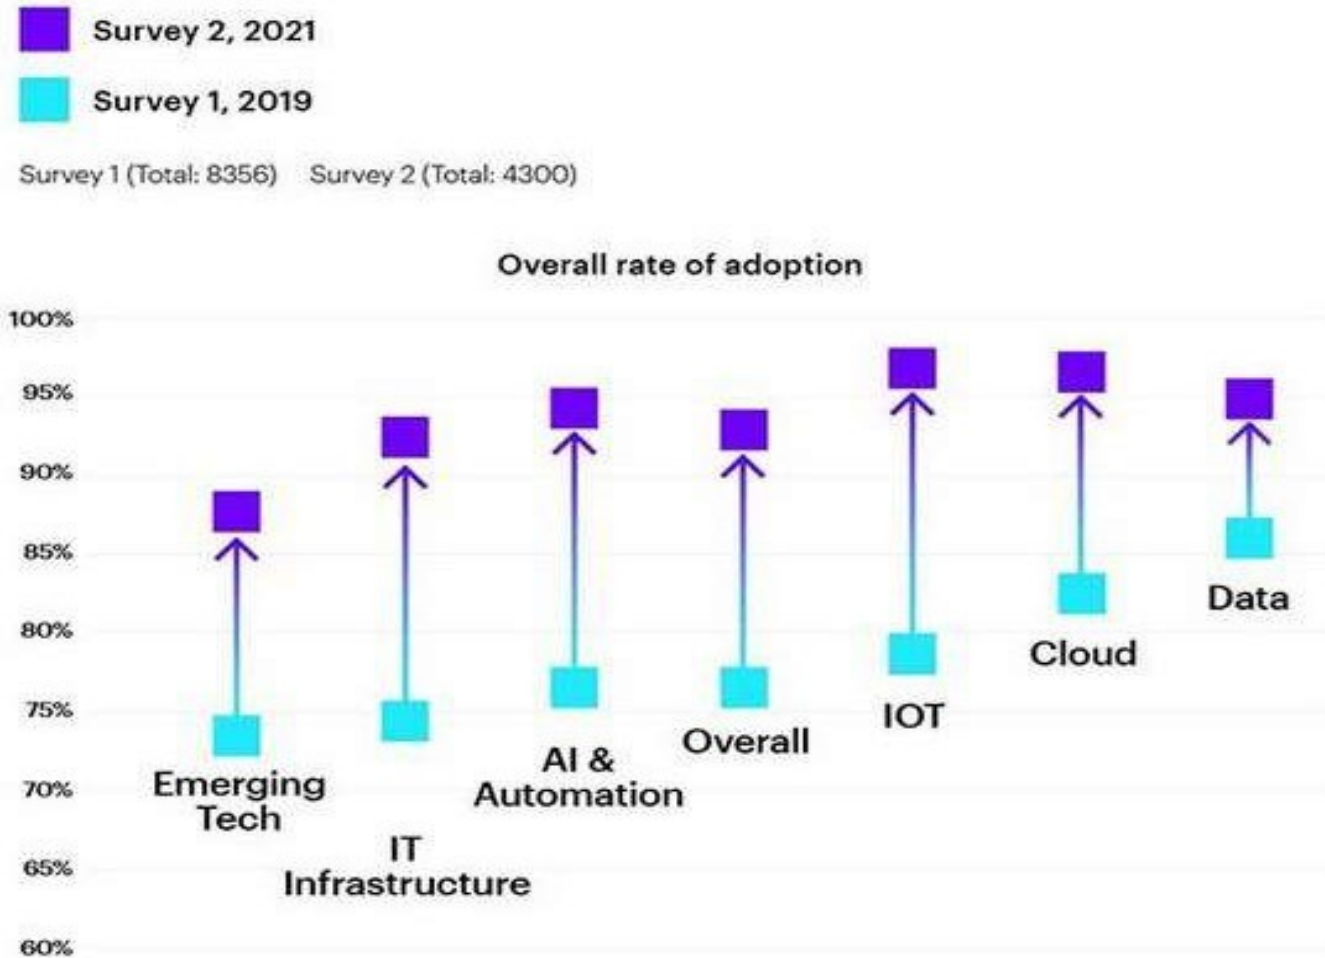 Survey 2, 2021
Survey 1, 2019
Survey 1 (Total: 8356) Survey 2 (Total: 4300)
Overall rate of adoption
100%
95%
90%
85%
80%
75%
70%
65%
60%
Emerging
Tech
IT
Infrastructure
AI &
Automation
Overall
IOT
Cloud
Data